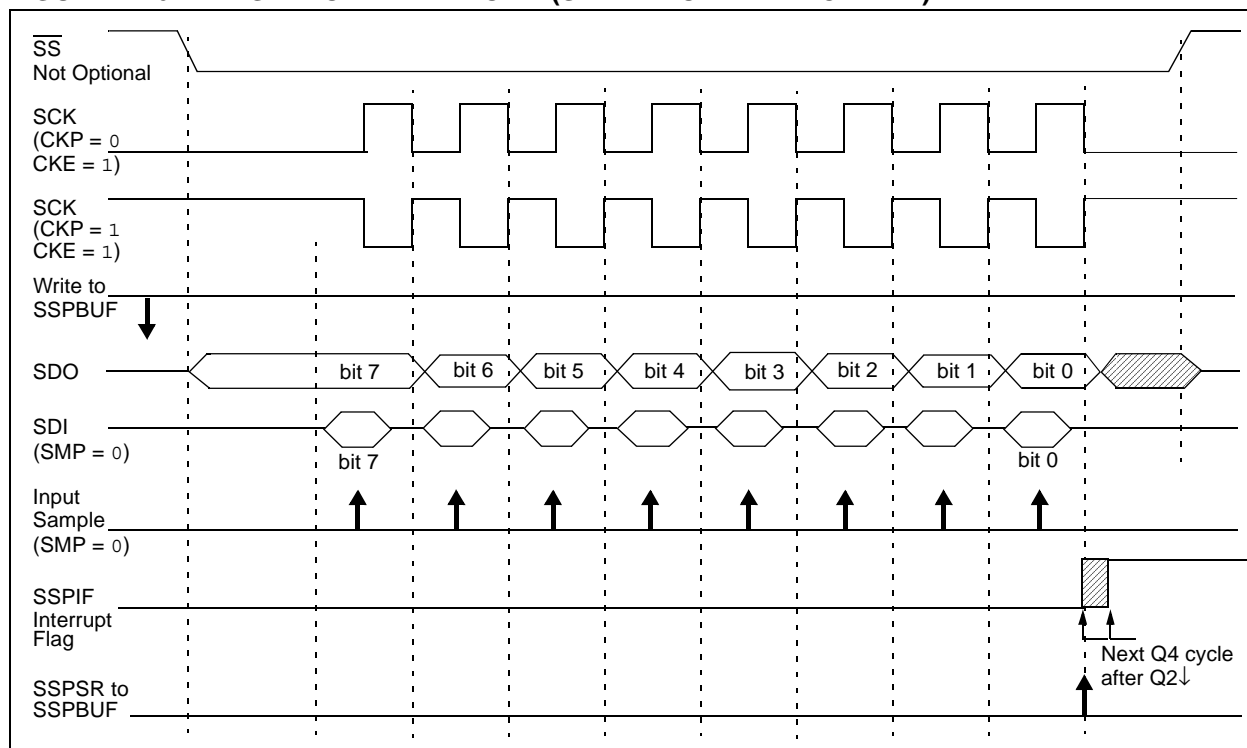 SS
Not Optional
SCK
(CKP = 0
CKE = 1)
SCK
(CKP = 1
CKE = 1)
Write to
SSPBUF
SDO
bit 7
bit 6
bit 5
bit 4
bit 3
bit 2
bit 1
bit 0
SDI
(SMP = 0)
bit 7
bit 0
Input
Sample
(SMP = 0)
SSPIF
Interrupt
Flag
Next Q4 cycle
after Q2↓
SSPSR to
SSPBUF